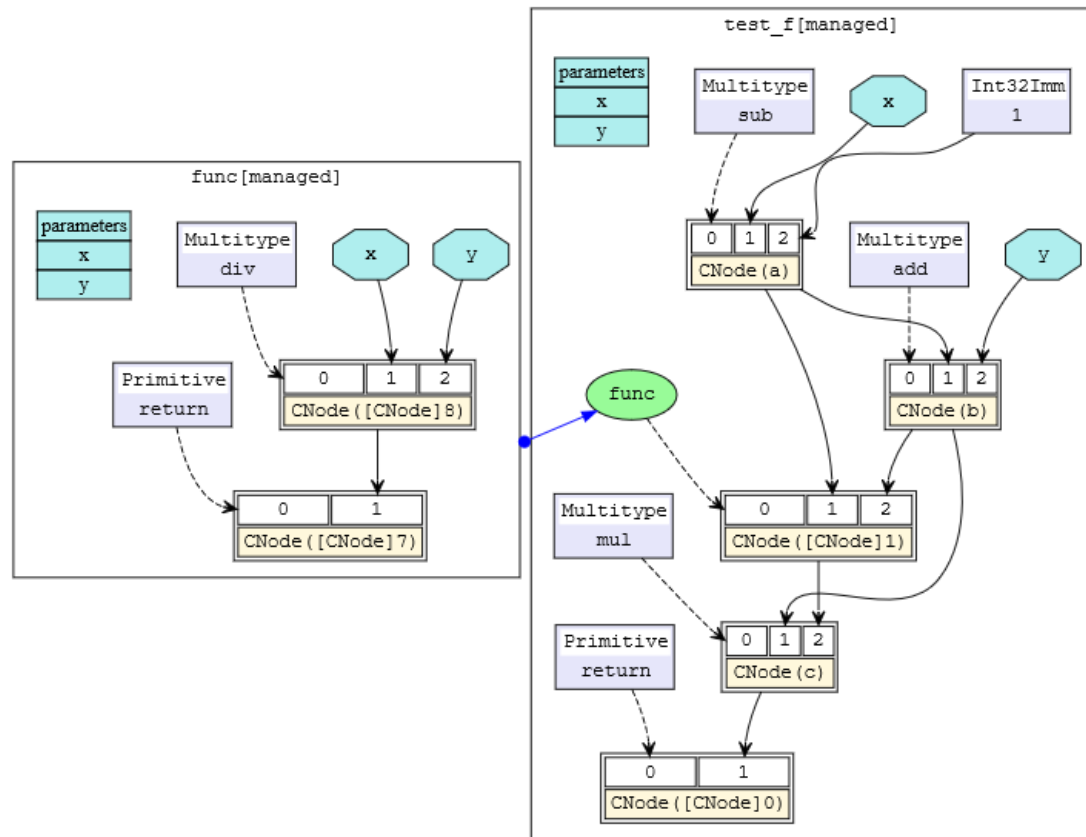 test_f[managed]
parameters
x
y
Multitype
sub
x
Int32Imm
1
0 1 2
CNode(a)
Multitype
add
y
0 1 2
CNode(b)
func
0 1 2
CNode([CNode]1)
Multitype
mul
0 1 2
CNode(c)
Primitive
return
0 1
CNode([CNode]0)
func[managed]
parameters
x
y
Multitype
div
x
y
0 1 2
CNode([CNode]8)
Primitive
return
0 1
CNode([CNode]7)